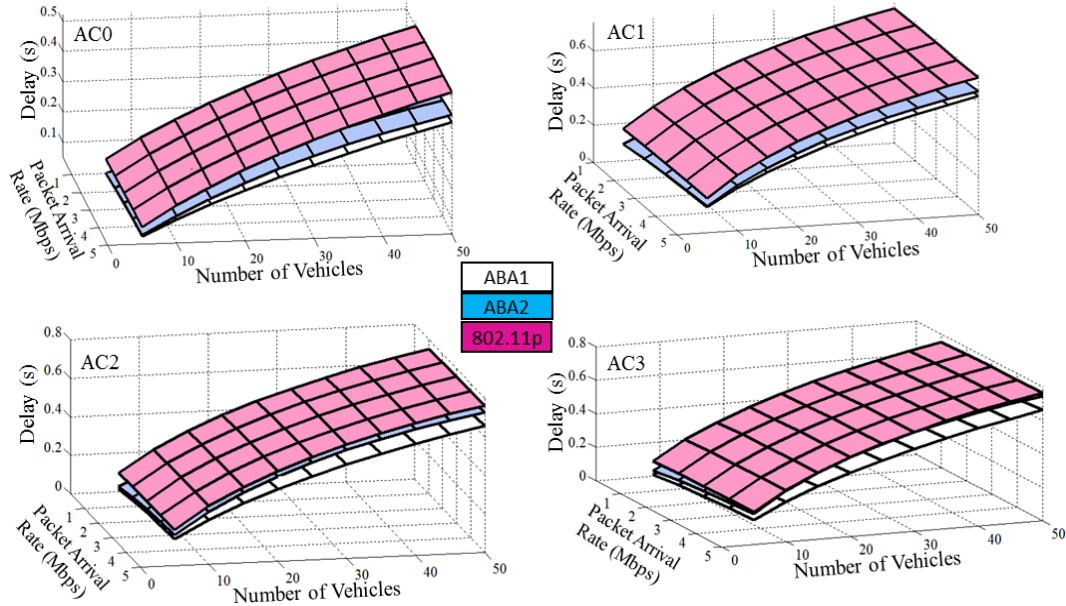 AC0
0.5
0.4
0.3
0.2
0.1
Delay (s)
1
2
3
4
5
Packet Arrival
Rate (Mbps)
0
10
20
30
40
50
Number of Vehicles
AC1
0.6
0.4
0.2
0
Delay (s)
1
2
3
4
5
Packet Arrival
Rate (Mbps)
0
10
20
30
40
50
Number of Vehicles
ABA1
ABA2
802.11p
AC2
0.8
0.6
0.4
0.2
0
Delay (s)
1
2
3
4
5
Packet Arrival
Rate (Mbps)
0
10
20
30
40
50
Number of Vehicles
AC3
0.8
0.6
0.4
0.2
0
Delay (s)
1
2
3
4
5
Packet Arrival
Rate (Mbps)
0
10
20
30
40
50
Number of Vehicles